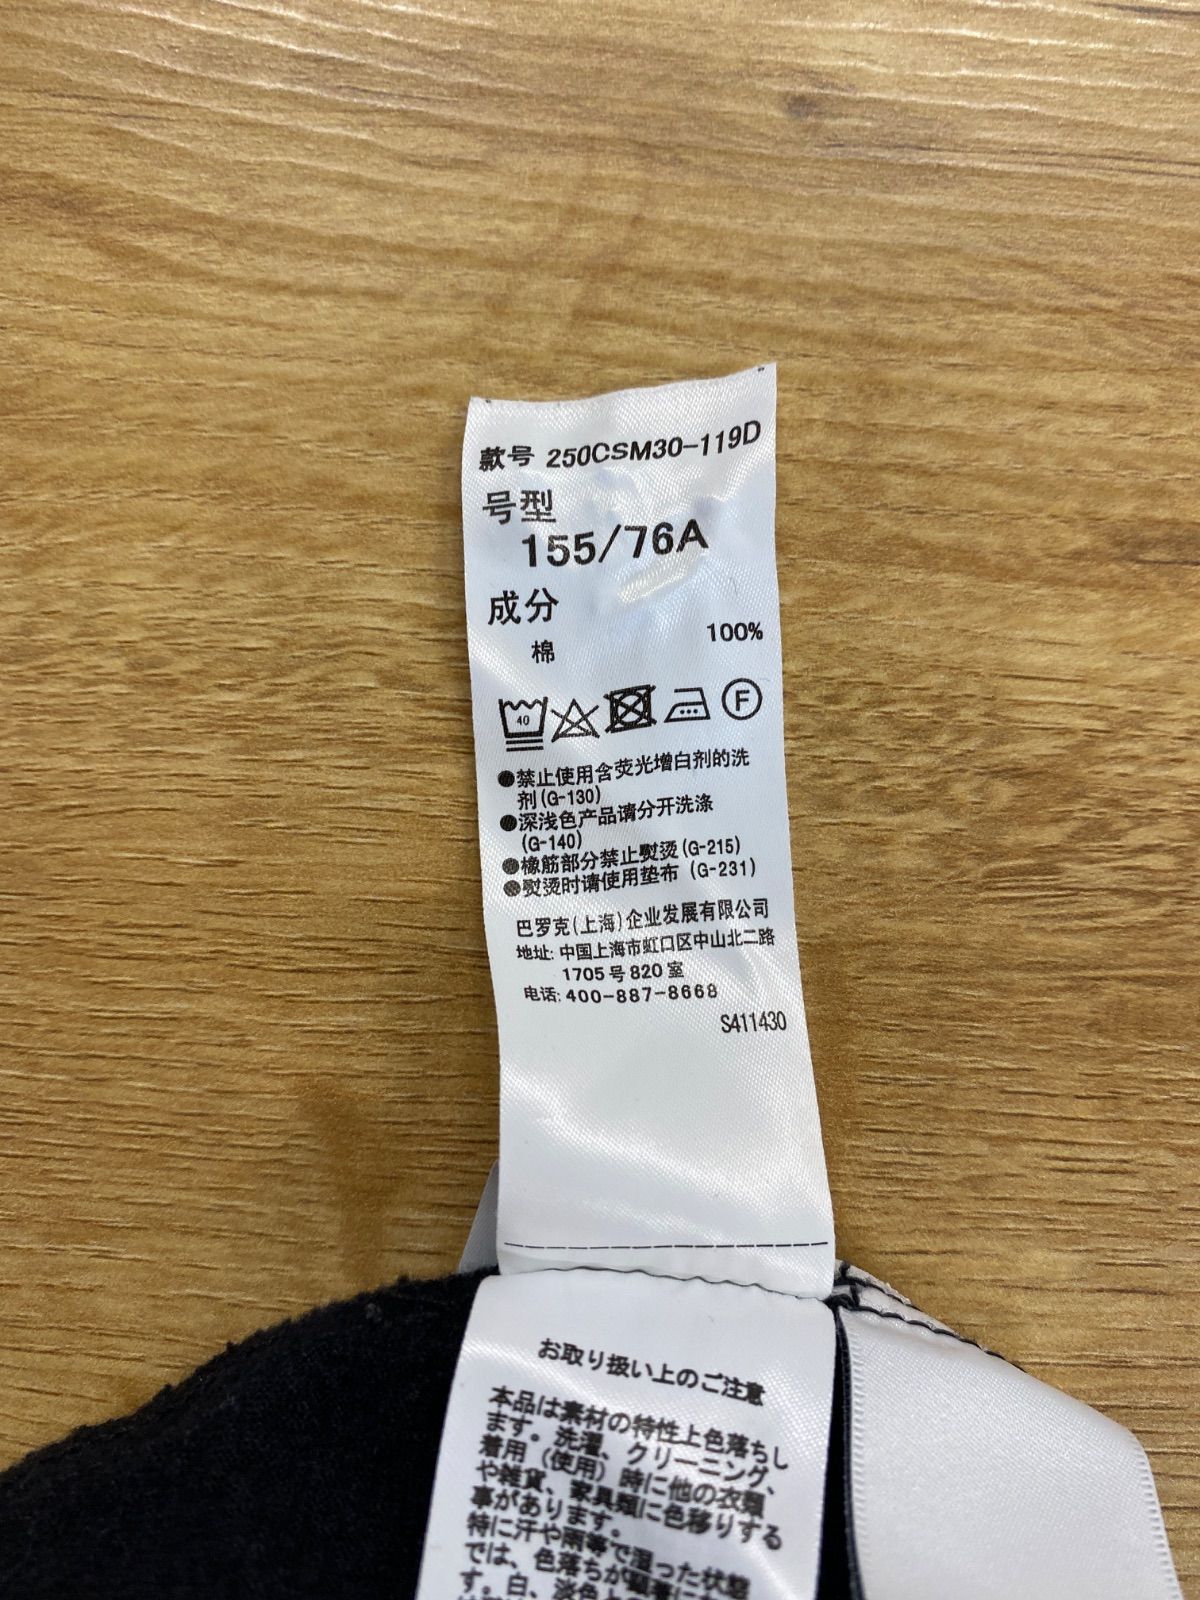 款号 250CSM30-119D
号型
155/76A
成分
棉 100%
40
F
●禁止使用含荧光增白剂的洗
剂(G-130)
●深浅色产品请分开洗涤
(G-140)
●橡筋部分禁止熨烫(G-215)
●熨烫时请使用垫布 (G-231)
巴罗克(上海)企业发展有限公司
地址: 中国上海市虹口区中山北二路
1705号820室
电话: 400-887-8668
S411430
お取り扱い上のご注意
本品は素材の特性上色落ちし
ます。洗濯、クリーニング、
着用(使用)時に他の衣類
や雑貨、家具類に色移りする
事があります。
特に汗や雨等で湿った状態
では、色落ちが顕著に
す。白、淡色